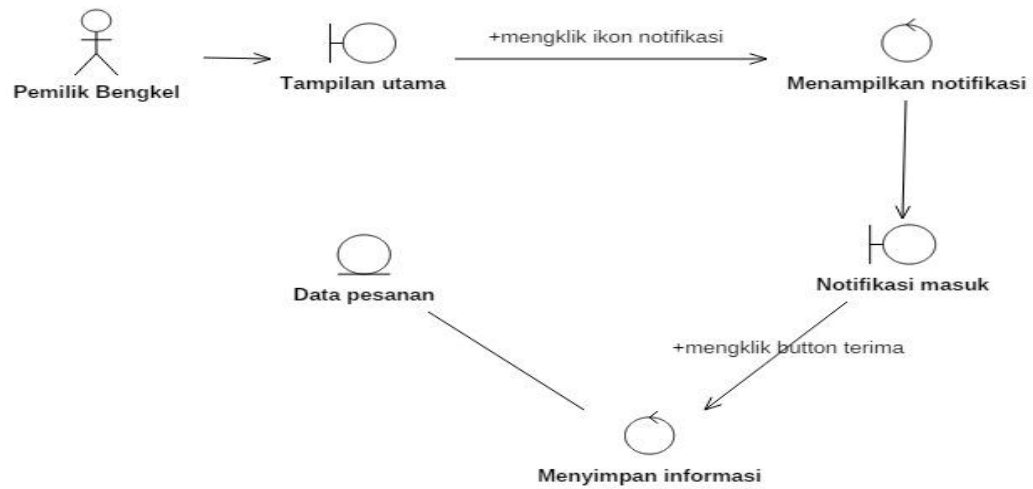 +mengklik ikon notifikasi
Pemilik Bengkel
Tampilan utama
Menampilkan notifikasi
Data pesanan
Notifikasi masuk
+mengklik button terima
Menyimpan informasi